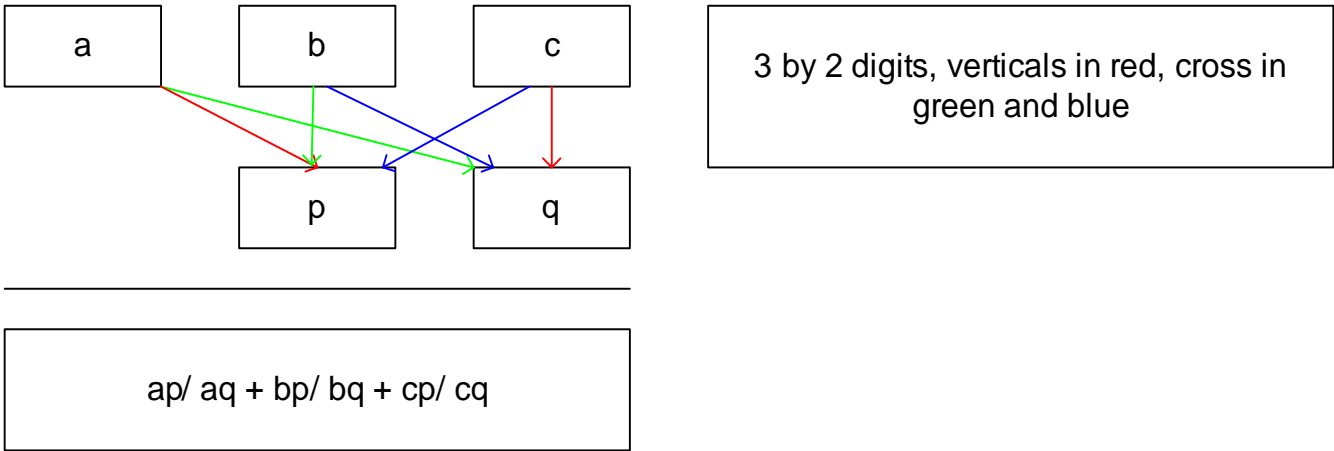 a b c
3 by 2 digits, verticals in red, cross in
green and blue
p q
ap/ aq + bp/ bq + cp/ cq